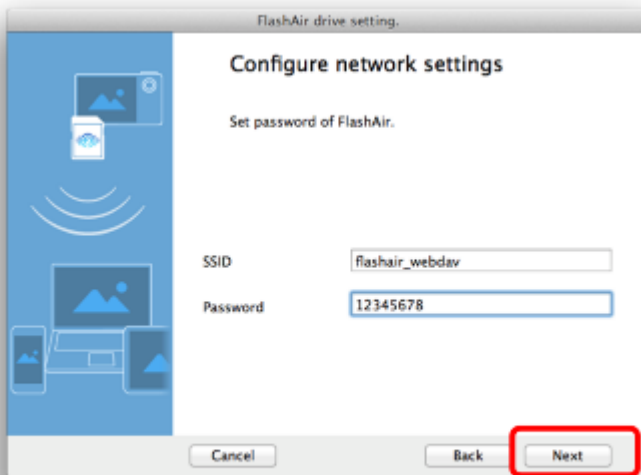 FlashAir drive setting.
Configure network settings
Set password of FlashAir.
SSID flashair_webdav
Password 12345678
Cancel Back Next